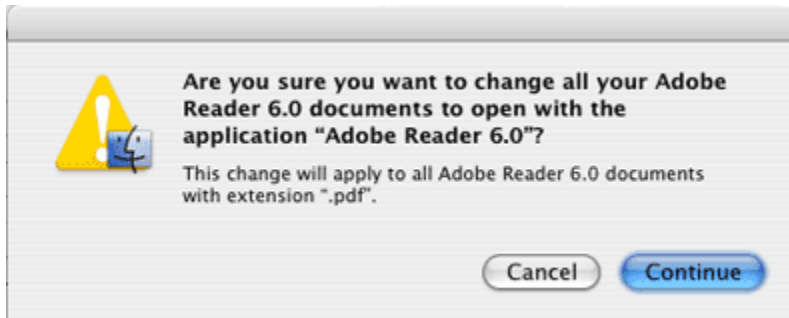 Are you sure you want to change all your Adobe
Reader 6.0 documents to open with the
application “Adobe Reader 6.0”?
This change will apply to all Adobe Reader 6.0 documents
with extension “.pdf”.
Cancel
Continue